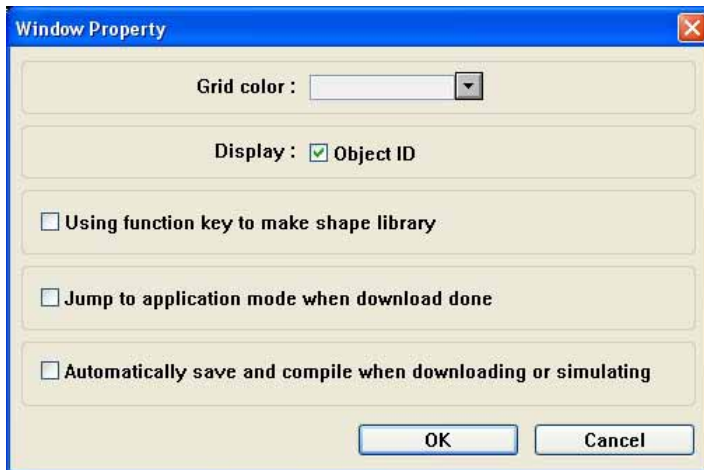 Window Property
Grid color :
Display : Object ID
Using function key to make shape library
Jump to application mode when download done
Automatically save and compile when downloading or simulating
OK Cancel